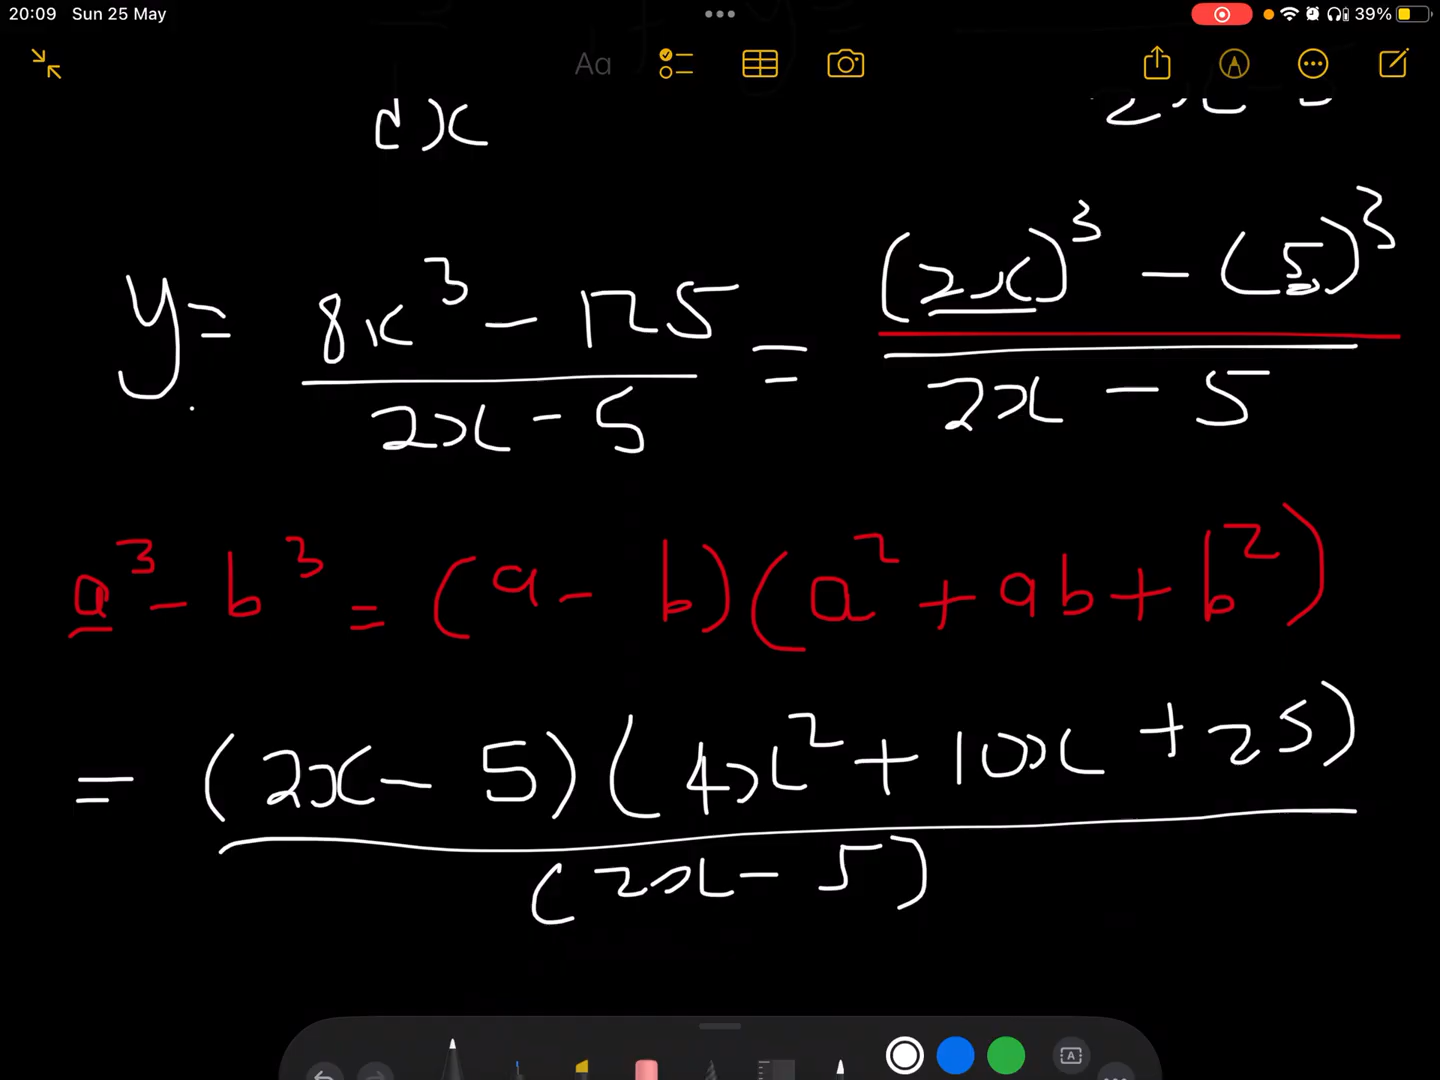 20:09 Sun 25 May 39%
Aa
dx
y = 8x³ - 125 / 2x - 5 = (2x)³ - (5)³ / 2x - 5
a³ - b³ = (a - b)(a² + ab + b²)
= (2x - 5)(4x² + 10x + 25) / (2x - 5)
A